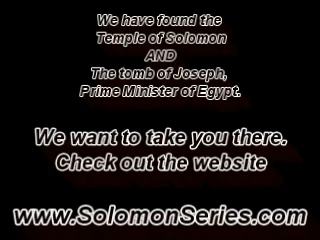 We have found the
Temple of Solomon
AND
The tomb of Joseph,
Prime Minister of Egypt.
We want to take you there.
Check out the website
www.SolomonSeries.com